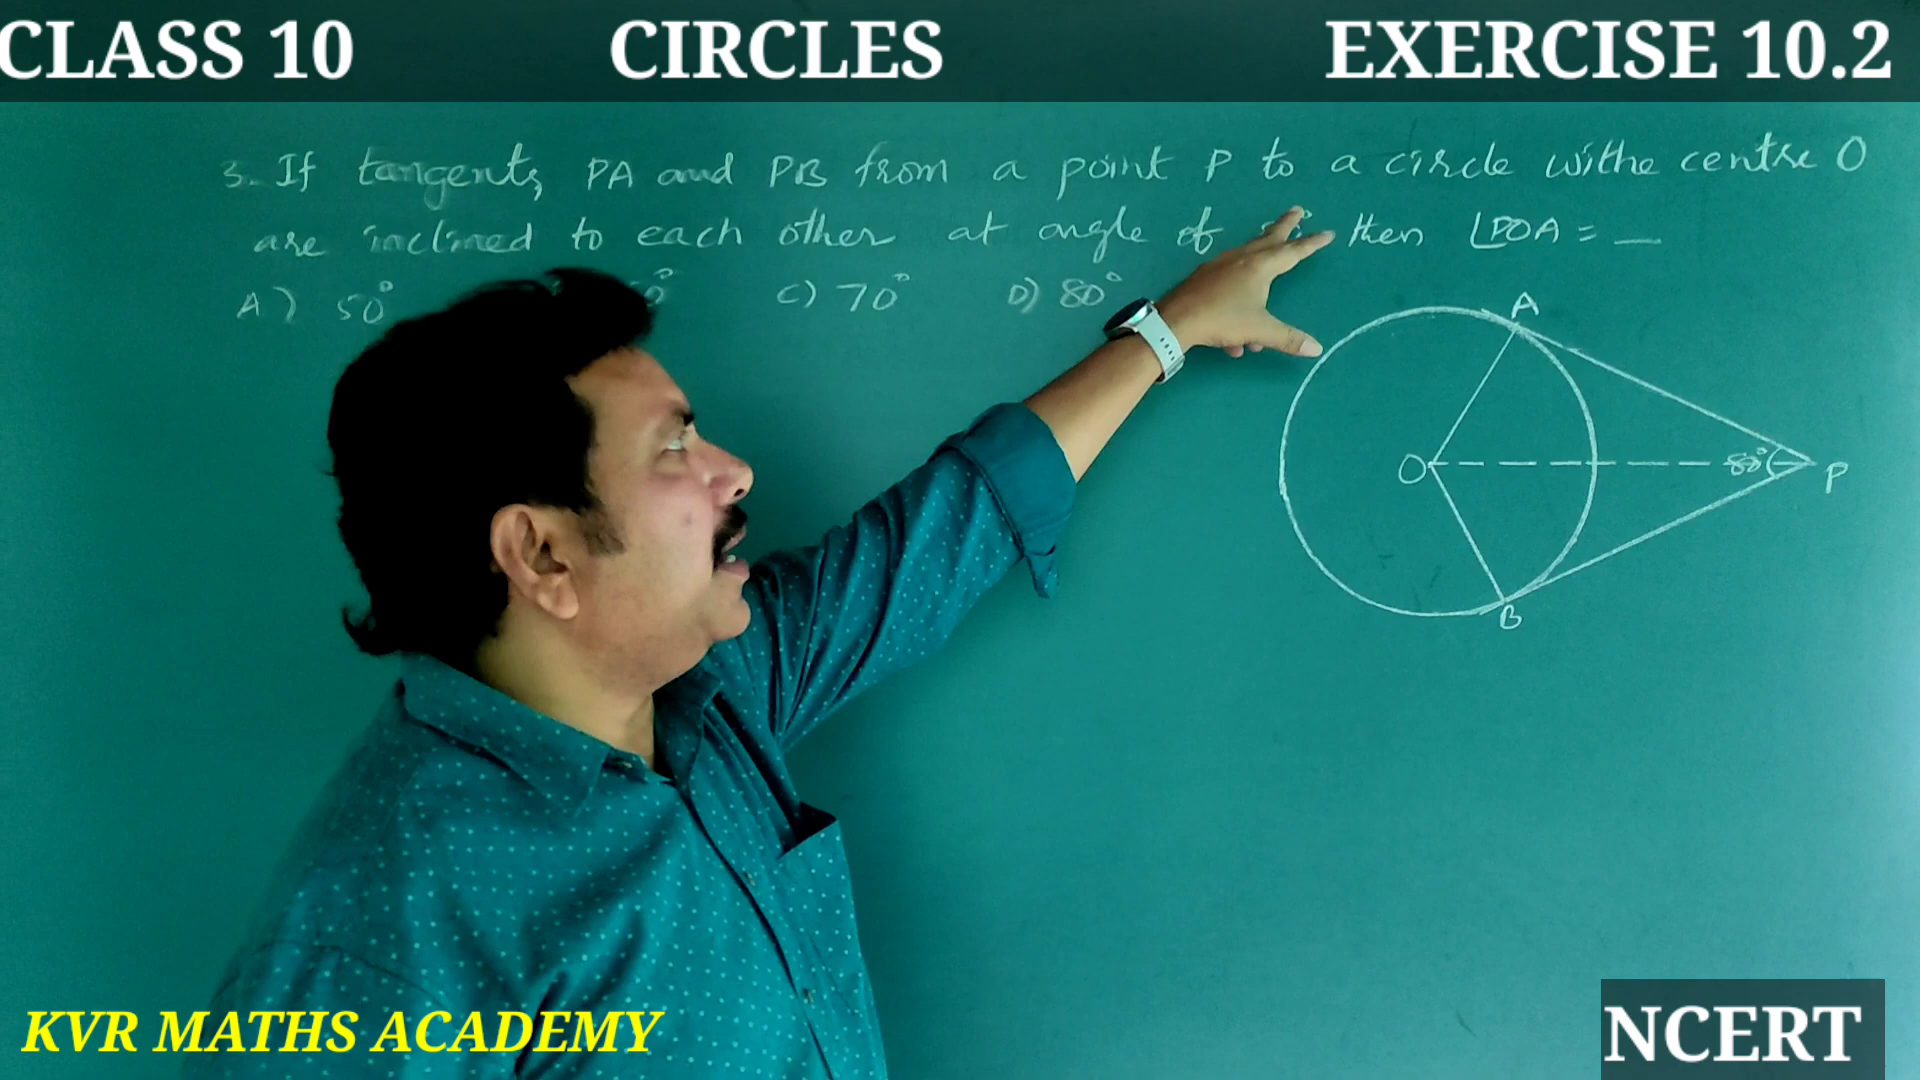 CLASS 10 CIRCLES EXERCISE 10.2
3. If tangents PA and PB from a point P to a circle withe centre O
are inclined to each other at angle of then ∠POA = __
A) 50° C) 70° D) 80°
A
O 80° P
B
KVR MATHS ACADEMY
NCERT